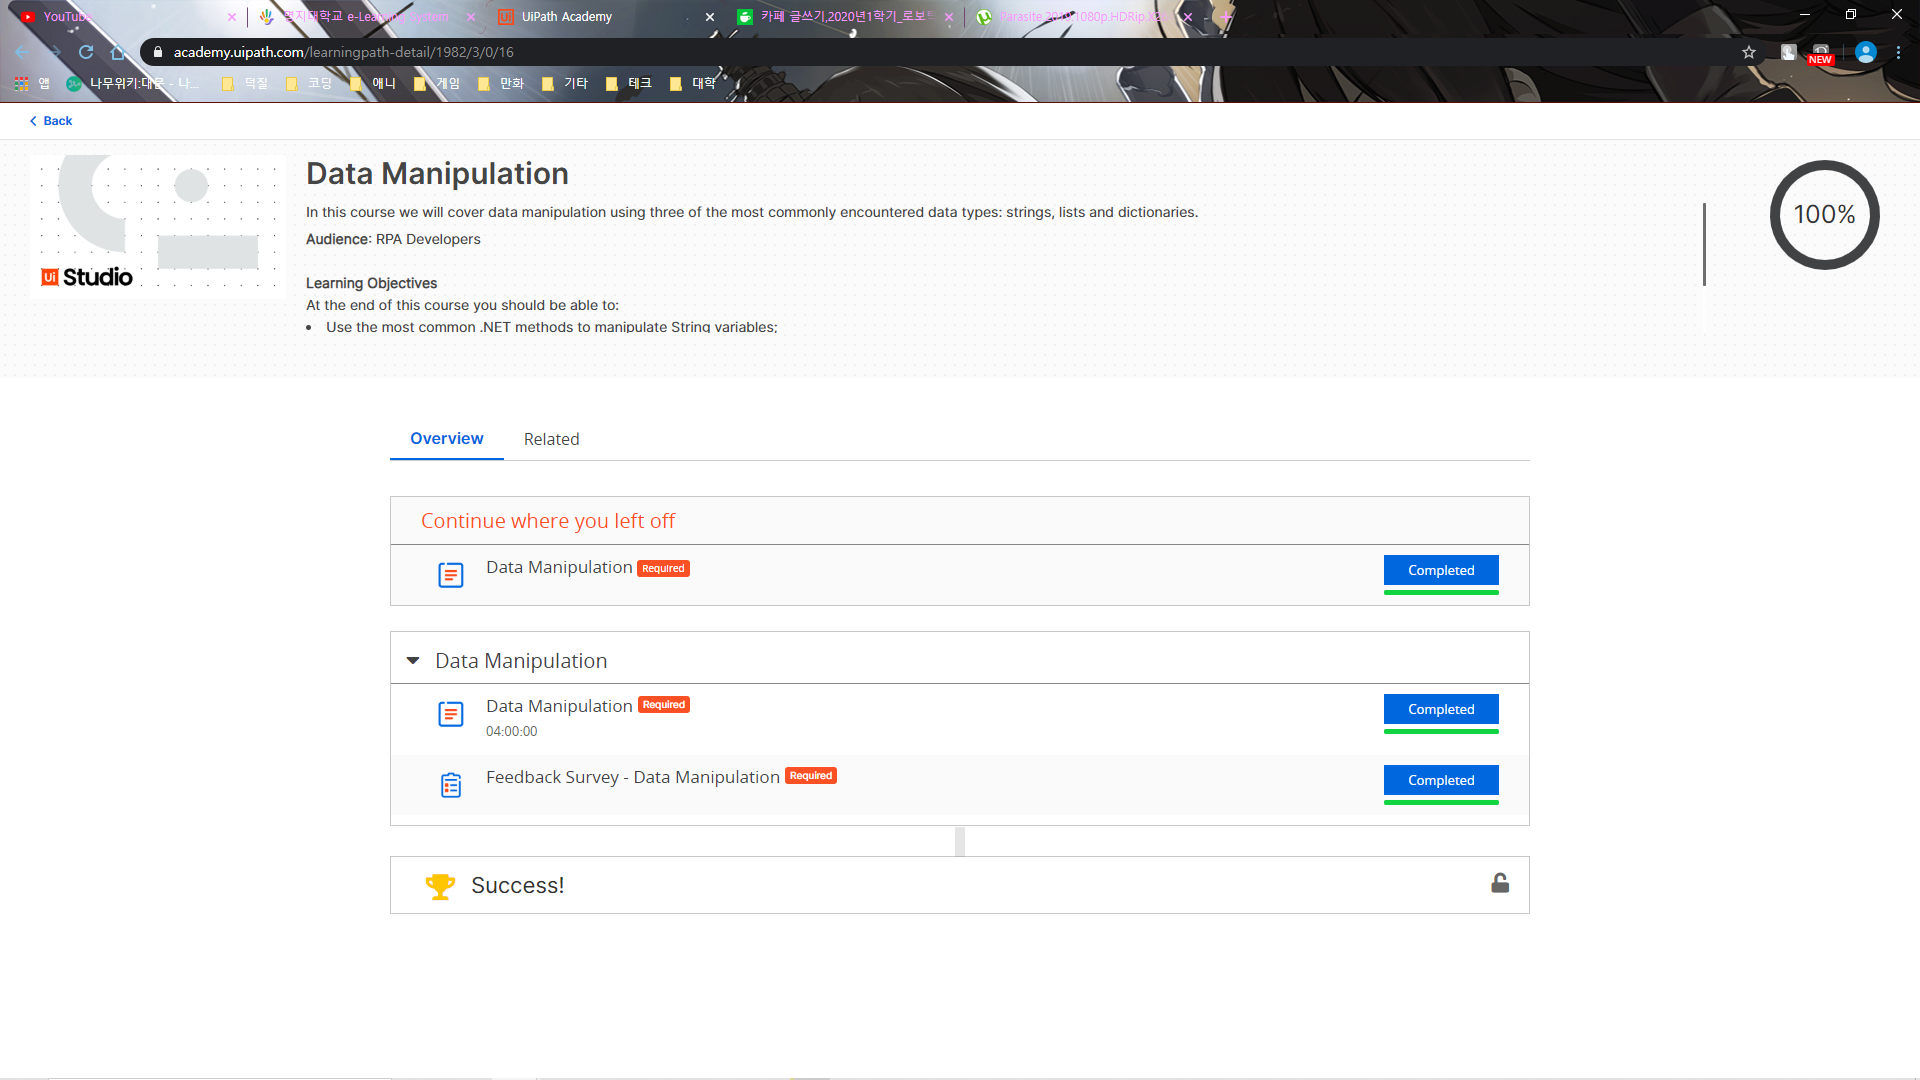 YouTube
명지대학교 e-Learning System
UiPath Academy
카페 글쓰기,2020년1학기_로보틱
Parasite.2019.1080p.HDRip.X26
academy.uipath.com/learningpath-detail/1982/3/0/16
NEW
앱
나무위키:대문 - 나...
덕질
코딩
애니
게임
만화
기타
테크
대학
Back
Data Manipulation
In this course we will cover data manipulation using three of the most commonly encountered data types: strings, lists and dictionaries.
Audience: RPA Developers
Learning Objectives
At the end of this course you should be able to:
• Use the most common .NET methods to manipulate String variables;
Ui Studio
100%
Overview
Related
Continue where you left off
Data Manipulation Required
Completed
Data Manipulation
Data Manipulation Required
04:00:00
Completed
Feedback Survey - Data Manipulation Required
Completed
Success!